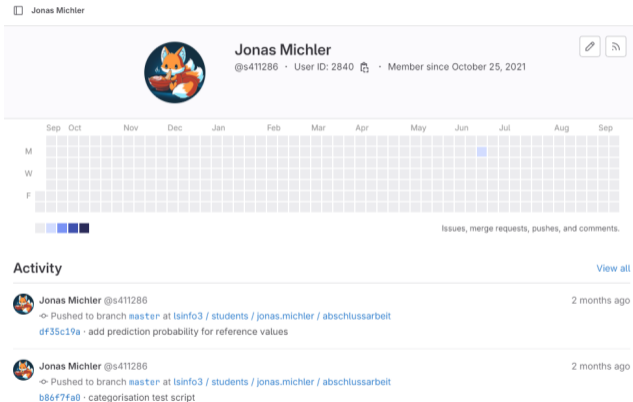 Jonas Michler
Jonas Michler
@s411286 · User ID: 2840 · Member since October 25, 2021
Sep Oct Nov Dec Jan Feb Mar Apr May Jun Jul Aug Sep
M
W
F
Issues, merge requests, pushes, and comments.
Activity View all
Jonas Michler @s411286 2 months ago
Pushed to branch master at lsinfo3 / students / jonas.michler / abschlussarbeit
df35c19a · add prediction probability for reference values
Jonas Michler @s411286 2 months ago
Pushed to branch master at lsinfo3 / students / jonas.michler / abschlussarbeit
b86f7fa0 · categorisation test script